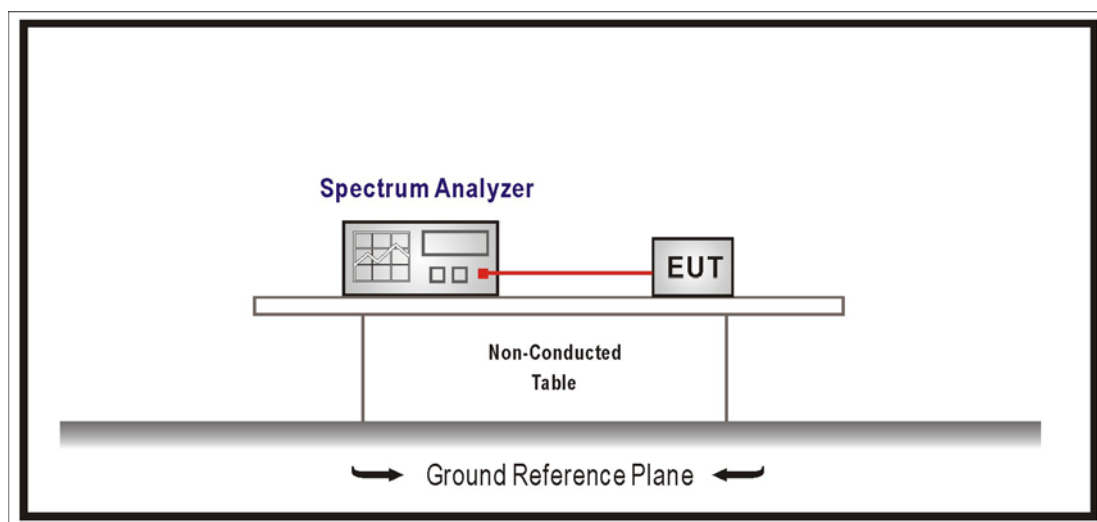 Spectrum Analyzer
EUT
Non-Conducted
Table
Ground Reference Plane